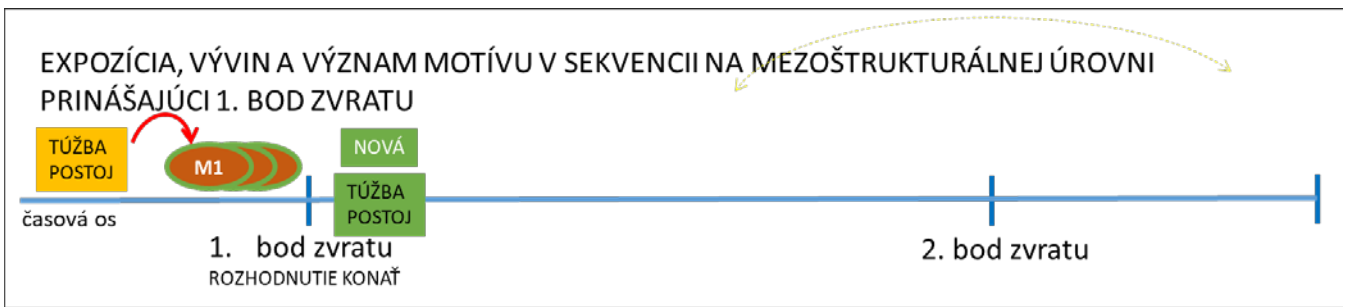 EXPOZÍCIA, VÝVIN A VÝZNAM MOTÍVU V SEKVENCII NA MEZOŠTRUKTURÁLNEJ ÚROVNI
PRINÁŠAJÚCI 1. BOD ZVRATU
TÚŽBA
POSTOJ
M1
NOVÁ
TÚŽBA
POSTOJ
časová os
1. bod zvratu
ROZHODNUTIE KONAŤ
2. bod zvratu